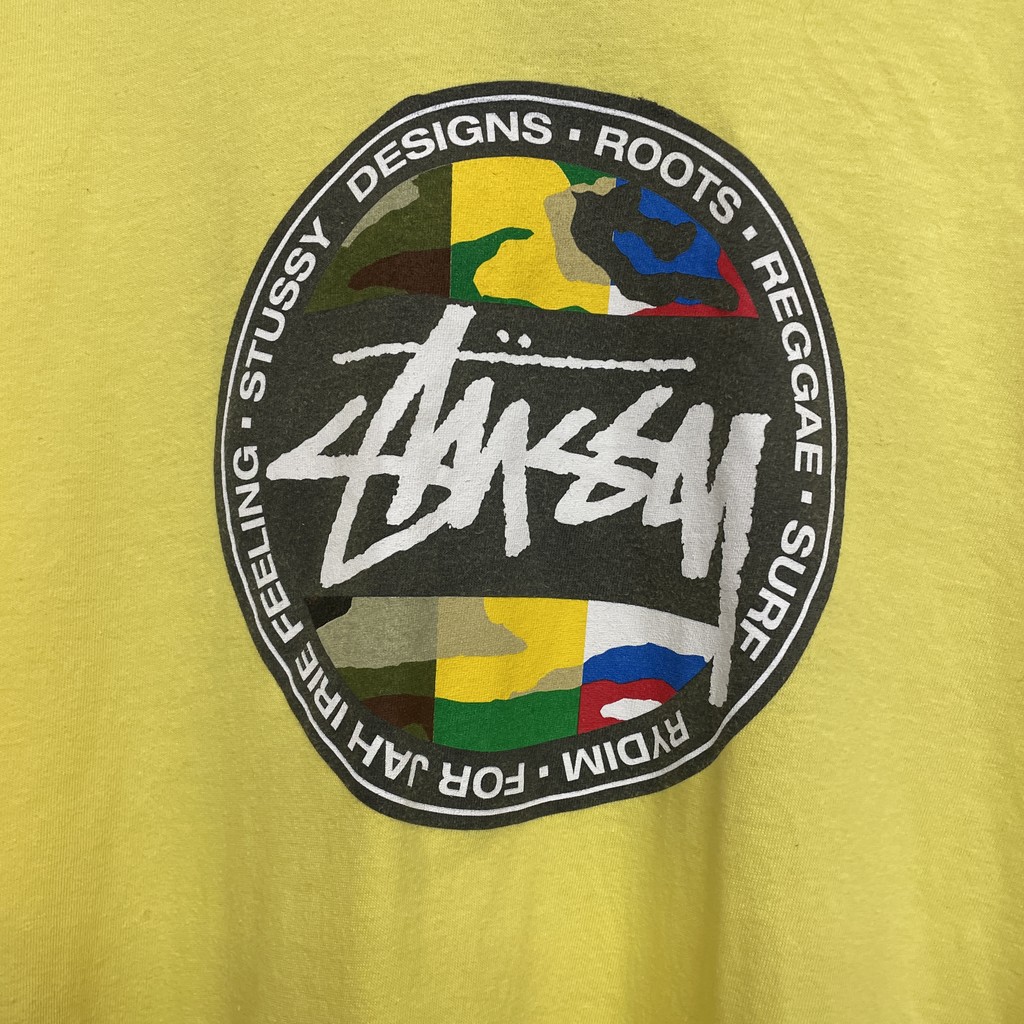 STUSSY DESIGNS · ROOTS · REGGAE · SURF RYDIM · FOR JAH IRIE FEELING ·
Stüssy